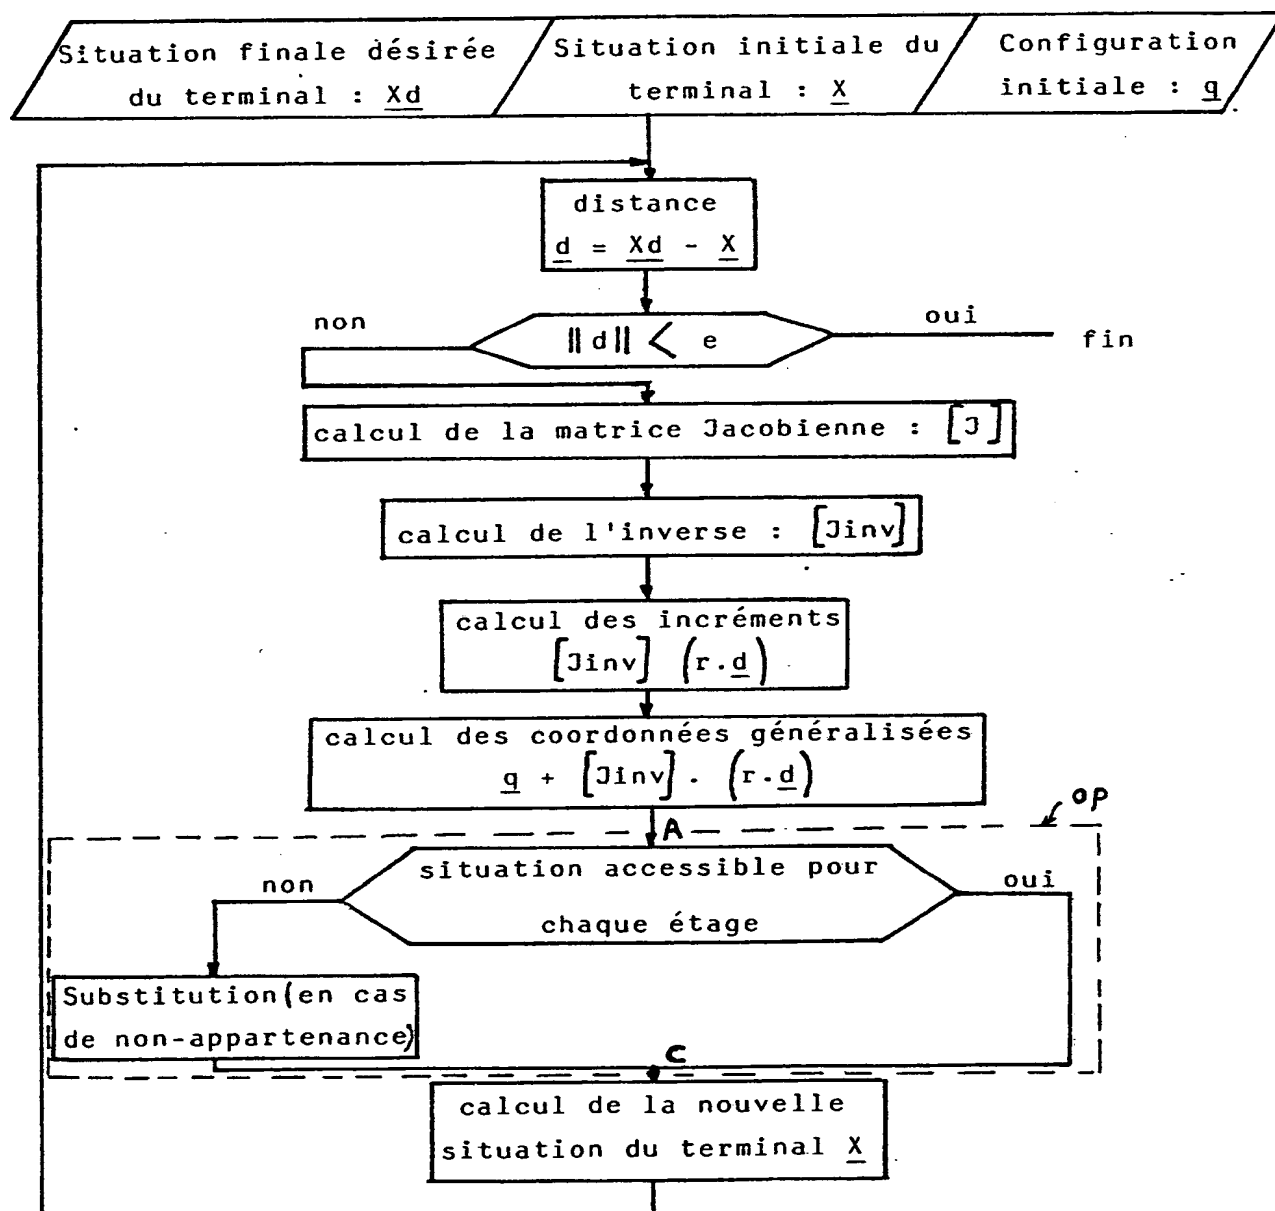 Situation finale désirée
du terminal : Xd
Situation initiale du
terminal : X
Configuration
initiale : q
distance
d = Xd - X
non
|| d || < e
oui
fin
calcul de la matrice Jacobienne : [J]
calcul de l'inverse : [Jinv]
calcul des incréments
[Jinv] (r.d)
calcul des coordonnées généralisées
q + [Jinv] . (r.d)
op
A
non
situation accessible pour
chaque étage
oui
Substitution (en cas
de non-appartenance)
C
calcul de la nouvelle
situation du terminal X